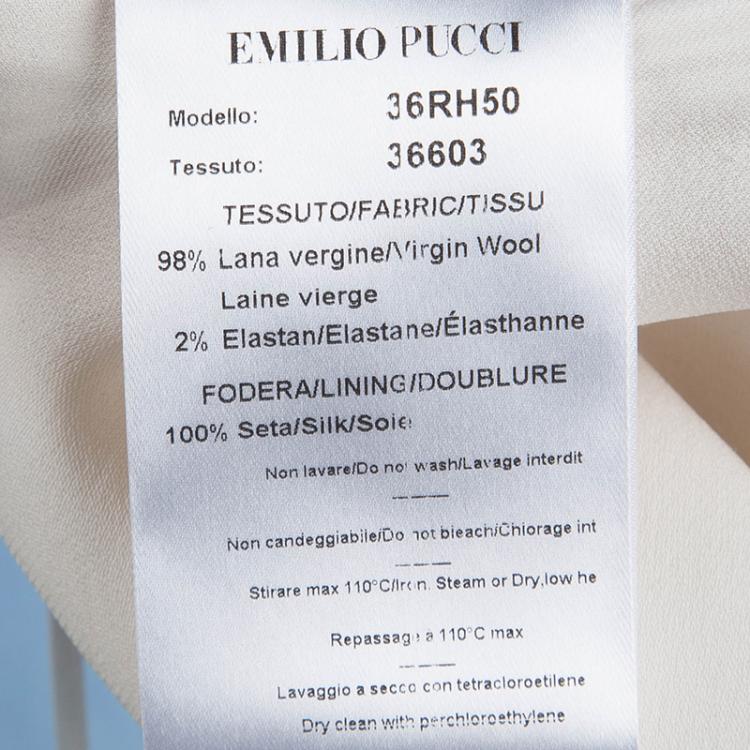 EMILIO PUCCI
Modello: 36RH50
Tessuto: 36603
TESSUTO/FABRIC/TISSU
98% Lana vergine/Virgin Wool
Laine vierge
2% Elastan/Elastane/Élasthanne
FODERA/LINING/DOUBLURE
100% Seta/Silk/Soie
Non lavare/Do not wash/Lavage interdit
Non candeggiabile/Do not bleach/Chlorage int
Stirare max 110°C/Iron. Steam or Dry,low he
Repassage à 110°C max
Lavaggio a secco con tetracloroetilene
Dry clean with perchloroethylene